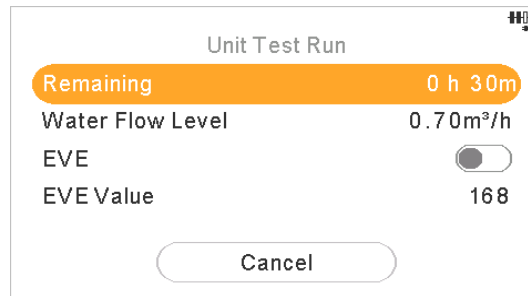 Unit Test Run
Remaining 0 h 30m
Water Flow Level 0.70m³/h
EVE
EVE Value 168
Cancel